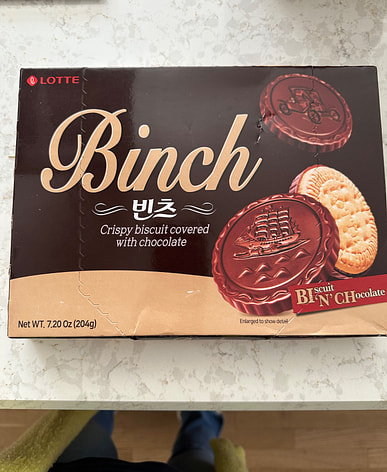 LOTTE
Binch
빈츠
Crispy biscuit covered
with chocolate
BIscuit
'N' CHocolate
Net WT. 7.20 Oz (204g)
Enlarged to show detail